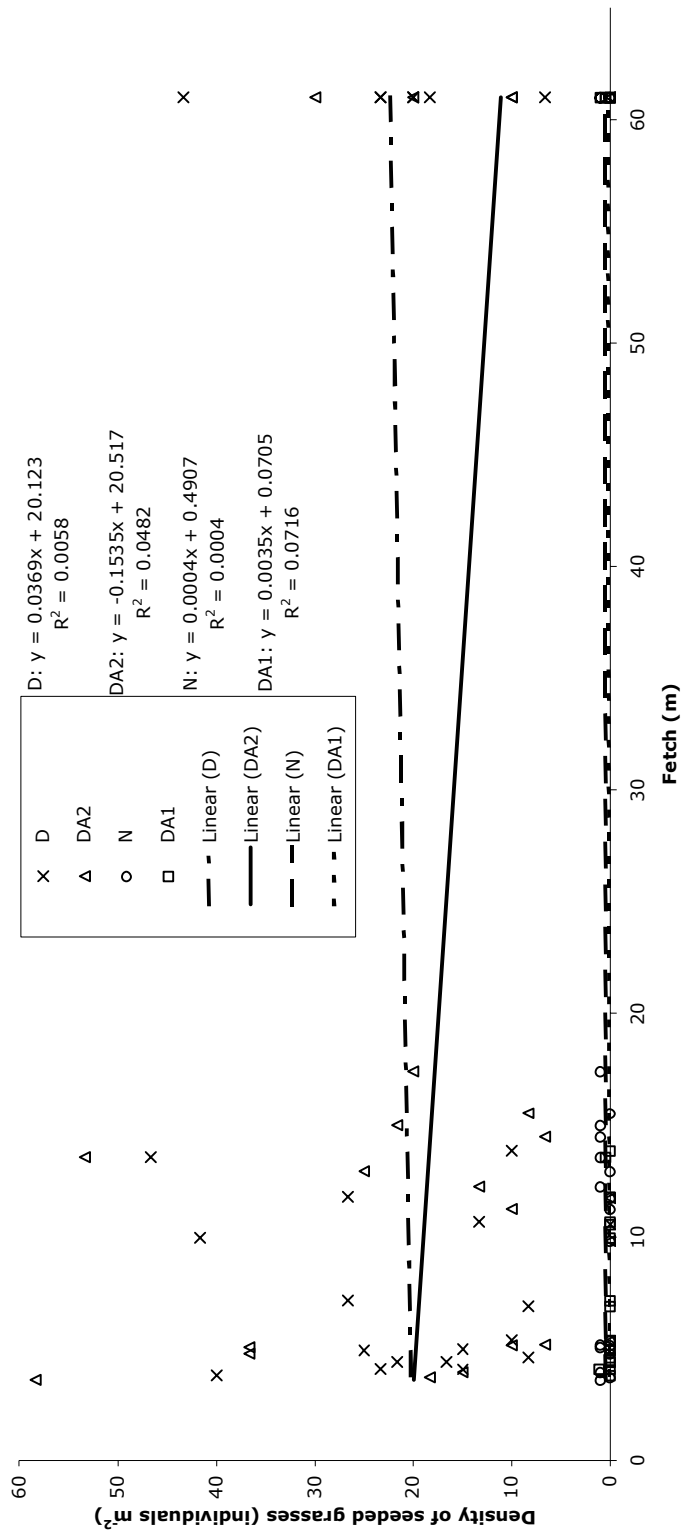 D: y = 0.0369x + 20.123
R² = 0.0058
DA2: y = -0.1535x + 20.517
R² = 0.0482
N: y = 0.0004x + 0.4907
R² = 0.0004
DA1: y = 0.0035x + 0.0705
R² = 0.0716
D
DA2
N
DA1
Linear (D)
Linear (DA2)
Linear (N)
Linear (DA1)
60
50
40
30
20
10
0
Density of seeded grasses (individuals m⁻²)
0
10
20
30
40
50
60
Fetch (m)